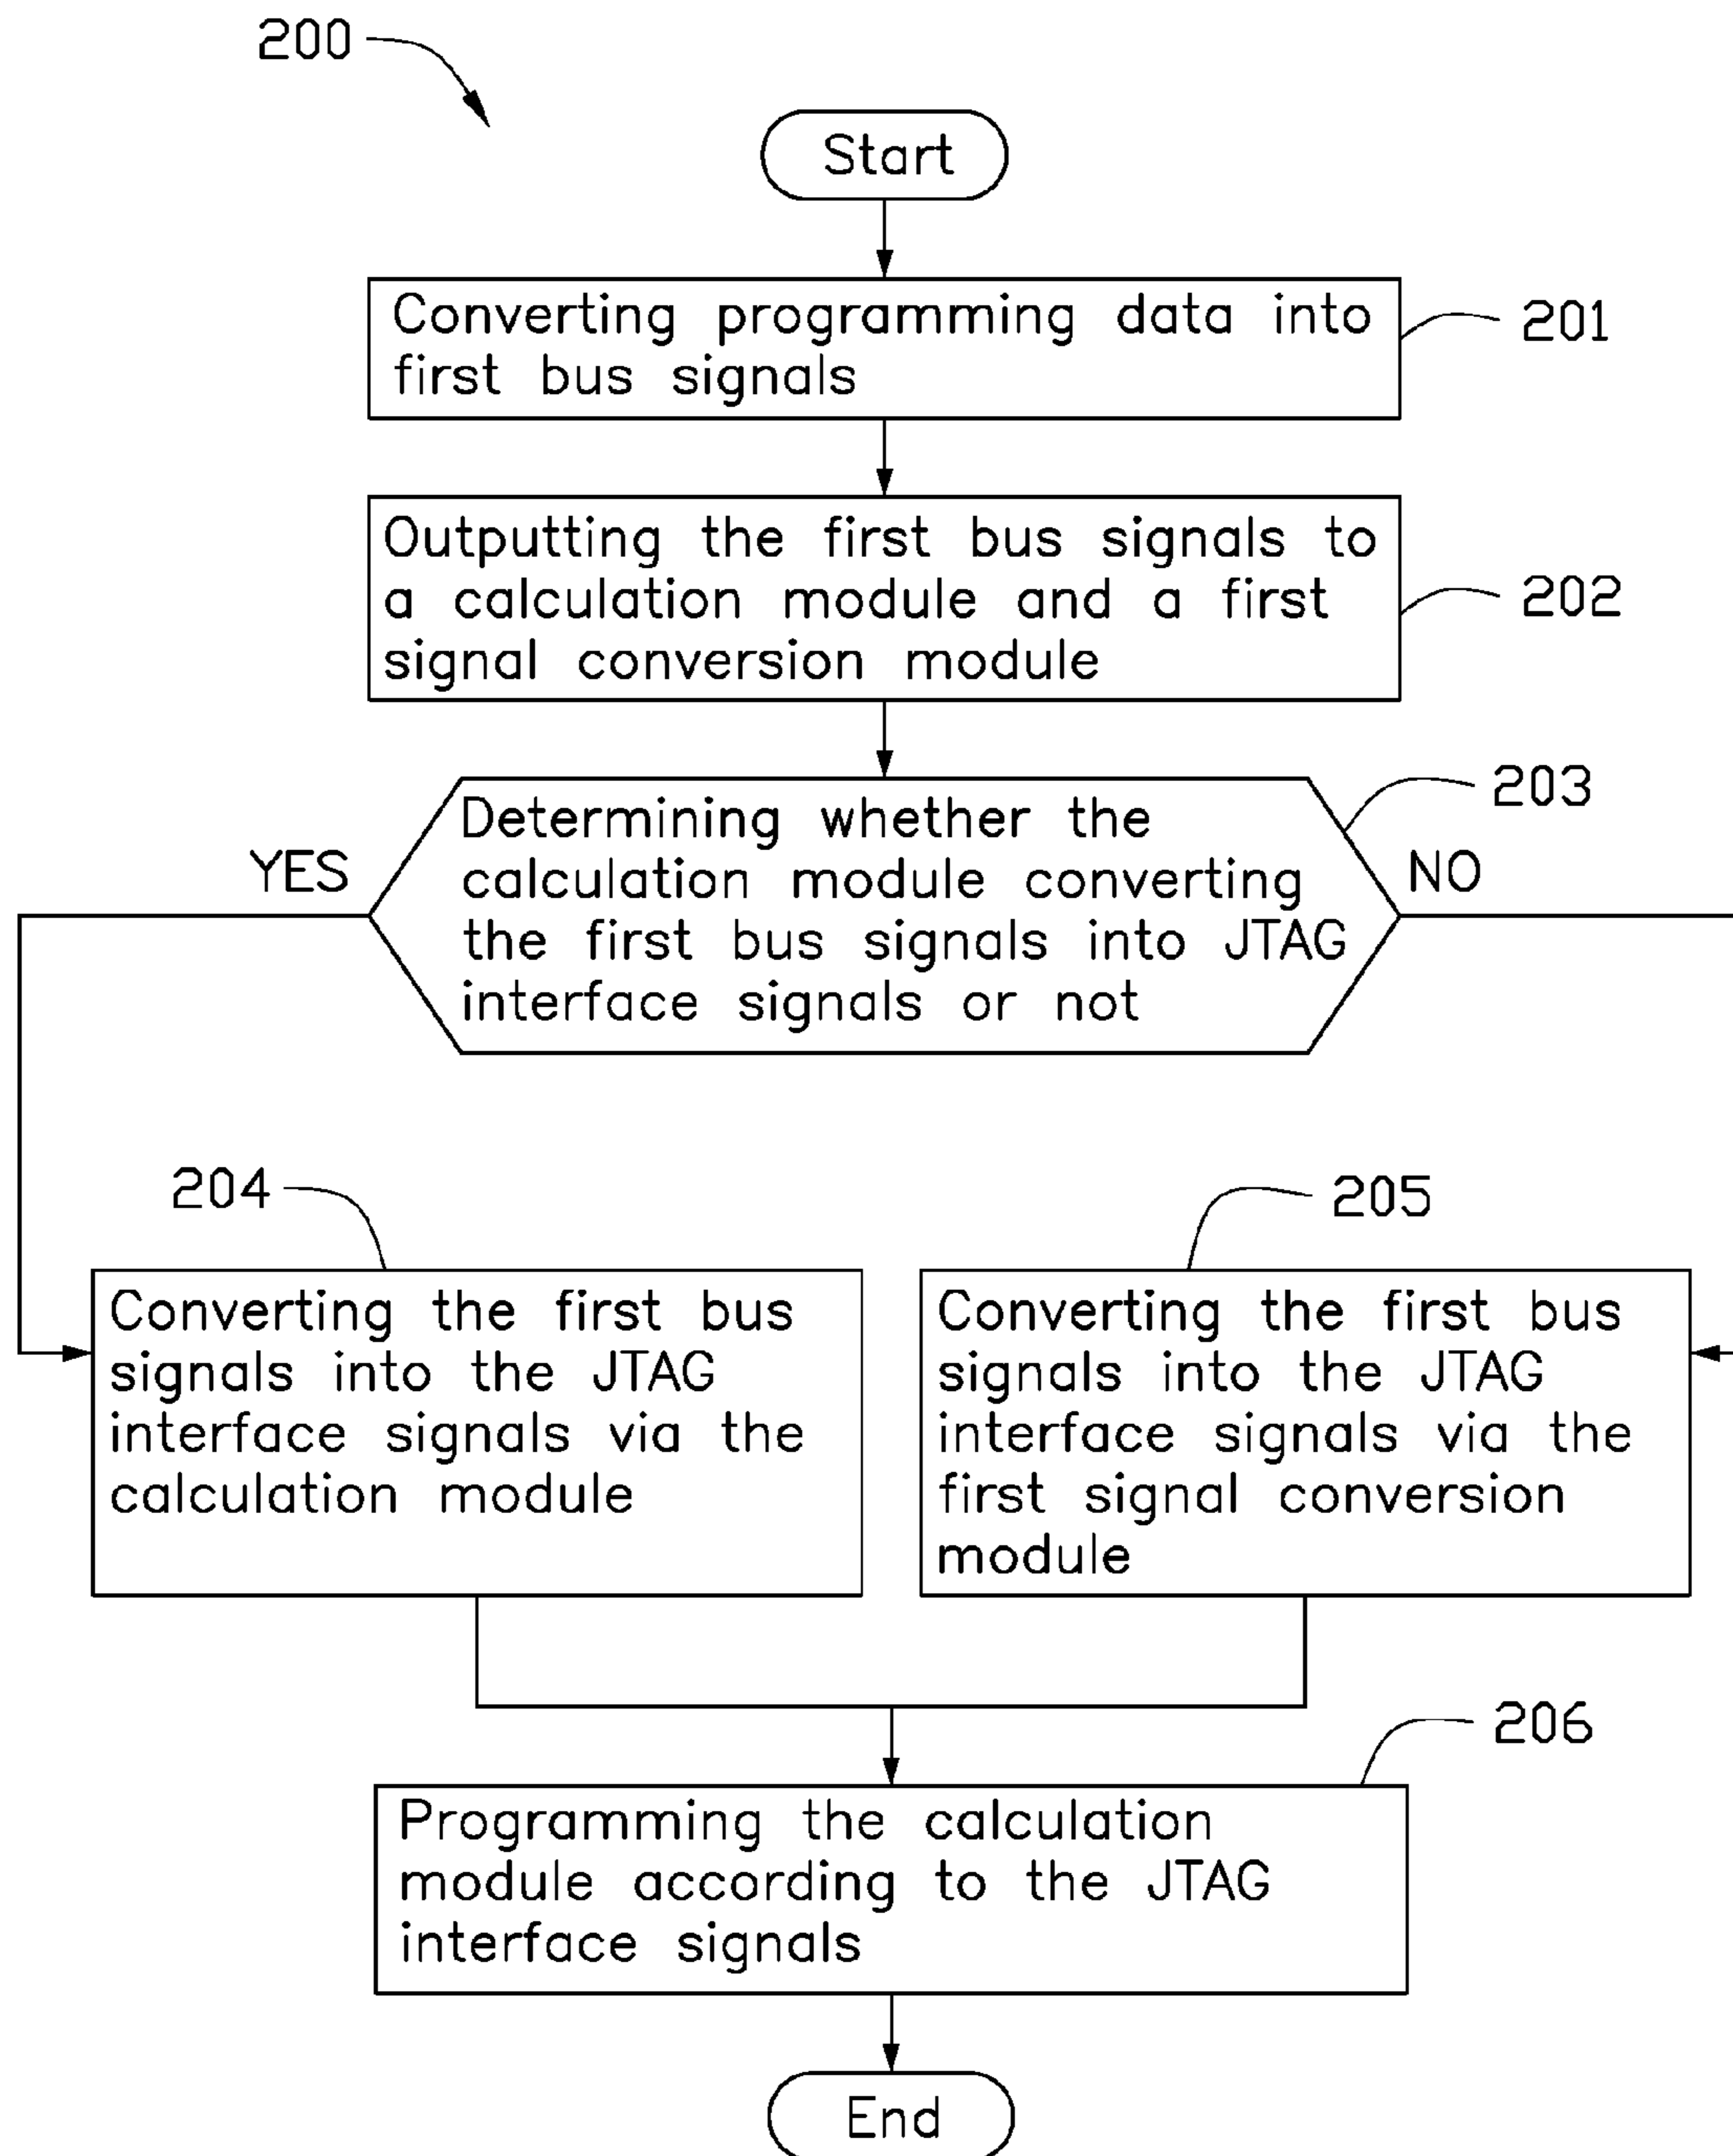 200
Start
Converting programming data into
first bus signals
201
Outputting the first bus signals to
a calculation module and a first
signal conversion module
202
203
Determining whether the
calculation module converting
the first bus signals into JTAG
interface signals or not
YES
NO
204
Converting the first bus
signals into the JTAG
interface signals via the
calculation module
205
Converting the first bus
signals into the JTAG
interface signals via the
first signal conversion
module
206
Programming the calculation
module according to the JTAG
interface signals
End